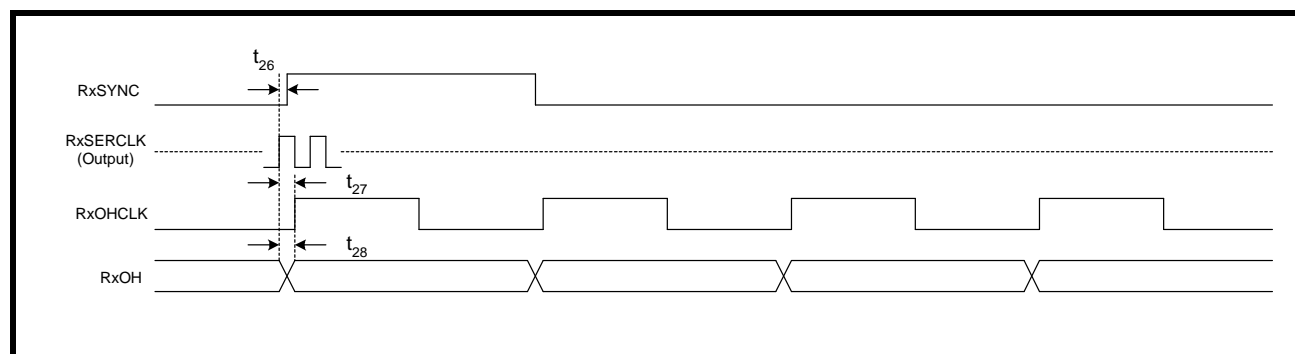 t26
RxSYNC
RxSERCLK
(Output)
t27
RxOHCLK
t28
RxOH